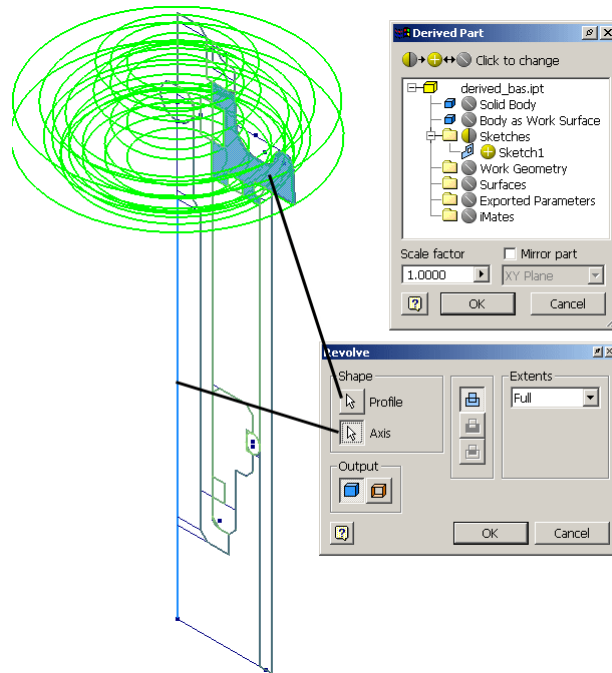 Derived Part
Click to change
derived_bas.ipt
Solid Body
Body as Work Surface
Sketches
Sketch1
Work Geometry
Surfaces
Exported Parameters
iMates
Scale factor
Mirror part
1.0000
XY Plane
OK
Cancel
Revolve
Shape
Profile
Axis
Extents
Full
Output
OK
Cancel